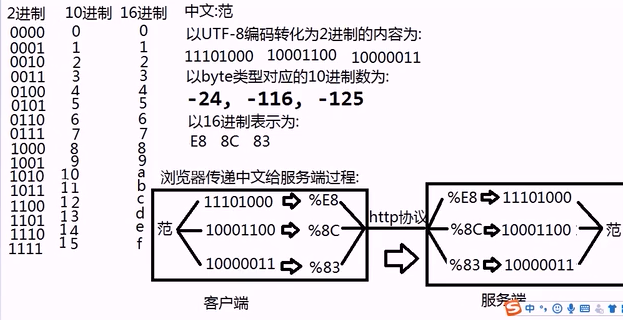 2进制 10进制 16进制
0000 0 0
0001 1 1
0010 2 2
0011 3 3
0100 4 4
0101 5 5
0110 6 6
0111 7 7
1000 8 8
1001 9 9
1010 10 a
1011 11 b
1100 12 c
1101 13 d
1110 14 e
1111 15 f
中文:范
以UTF-8编码转化为2进制的内容为:
11101000 10001100 10000011
以byte类型对应的10进制数为:
-24, -116, -125
以16进制表示为:
E8 8C 83
浏览器传递中文给服务端过程:
范
11101000 %E8
10001100 %8C
10000011 %83
客户端
http协议
%E8 11101000
%8C 10001100
%83 10000011
范
服务端
S中